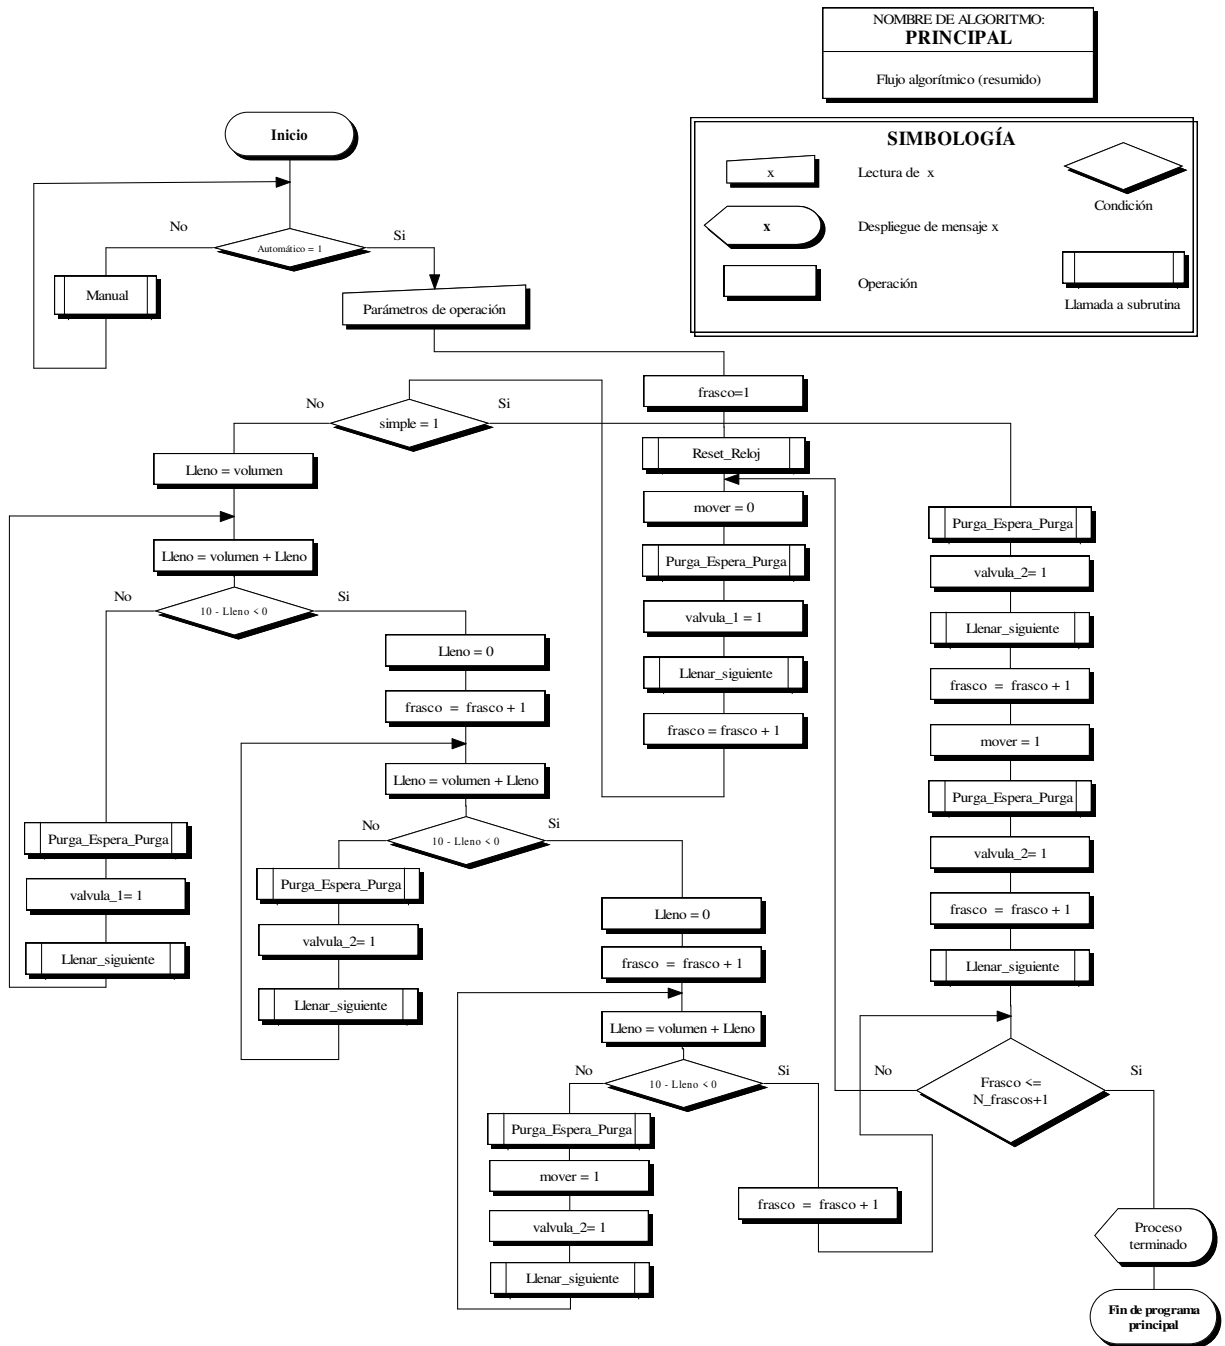 NOMBRE DE ALGORITMO:
PRINCIPAL
Flujo algorítmico (resumido)
SIMBOLOGÍA
x
Lectura de x
Condición
x
Despliegue de mensaje x
Operación
Llamada a subrutina
Inicio
No
Automático = 1
Si
Manual
Parámetros de operación
frasco=1
No
simple = 1
Si
Reset_Reloj
Lleno = volumen
mover = 0
Purga_Espera_Purga
Lleno = volumen + Lleno
Purga_Espera_Purga
valvula_2= 1
No
10 - Lleno < 0
Si
valvula_1 = 1
Llenar_siguiente
Lleno = 0
Llenar_siguiente
frasco = frasco + 1
frasco = frasco + 1
frasco = frasco + 1
mover = 1
Lleno = volumen + Lleno
Purga_Espera_Purga
No
10 - Lleno < 0
Si
Purga_Espera_Purga
valvula_2= 1
valvula_1= 1
Purga_Espera_Purga
Lleno = 0
frasco = frasco + 1
valvula_2= 1
Llenar_siguiente
frasco = frasco + 1
Llenar_siguiente
Llenar_siguiente
Lleno = volumen + Lleno
No
10 - Lleno < 0
Si
No
Frasco <=
N_frascos+1
Si
Purga_Espera_Purga
mover = 1
frasco = frasco + 1
valvula_2= 1
Llenar_siguiente
Proceso
terminado
Fin de programa
principal